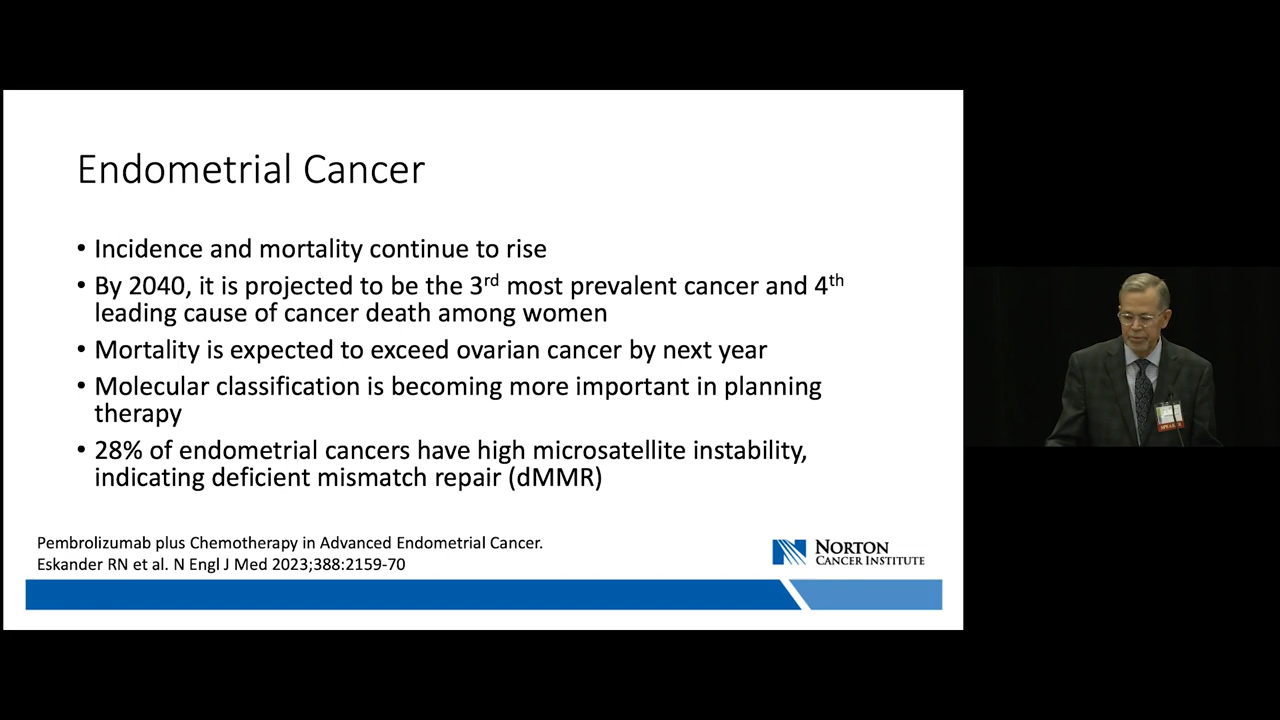 Endometrial Cancer
• Incidence and mortality continue to rise
• By 2040, it is projected to be the 3rd most prevalent cancer and 4th
leading cause of cancer death among women
• Mortality is expected to exceed ovarian cancer by next year
• Molecular classification is becoming more important in planning
therapy
• 28% of endometrial cancers have high microsatellite instability,
indicating deficient mismatch repair (dMMR)
Pembrolizumab plus Chemotherapy in Advanced Endometrial Cancer.
Eskander RN et al. N Engl J Med 2023;388:2159-70
NORTON
CANCER INSTITUTE